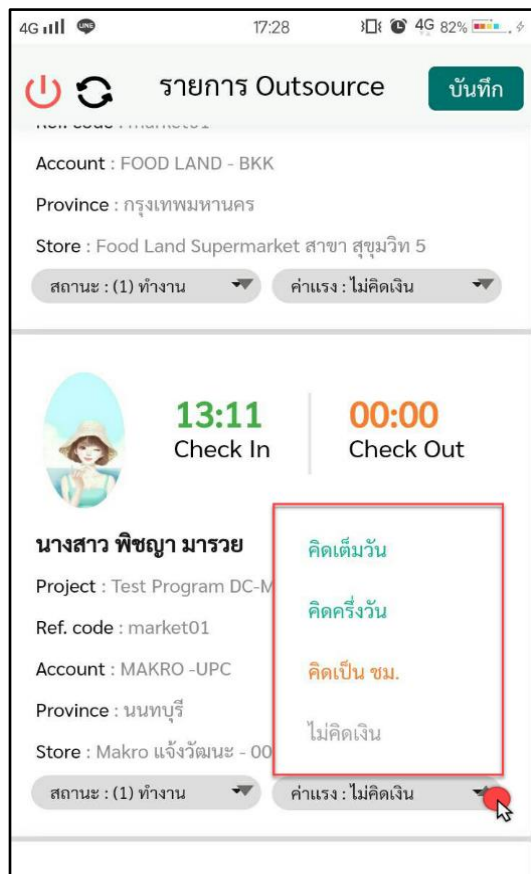 4G 17:28 4G 82%
รายการ Outsource
บันทึก
Ref. code : market01
Account : FOOD LAND - BKK
Province : กรุงเทพมหานคร
Store : Food Land Supermarket สาขา สุขุมวิท 5
สถานะ : (1) ทำงาน
ค่าแรง : ไม่คิดเงิน
13:11
Check In
00:00
Check Out
นางสาว พิชญา มารวย
Project : Test Program DC-M
Ref. code : market01
Account : MAKRO -UPC
Province : นนทบุรี
Store : Makro แจ้งวัฒนะ - 00
คิดเต็มวัน
คิดครึ่งวัน
คิดเป็น ชม.
ไม่คิดเงิน
สถานะ : (1) ทำงาน
ค่าแรง : ไม่คิดเงิน